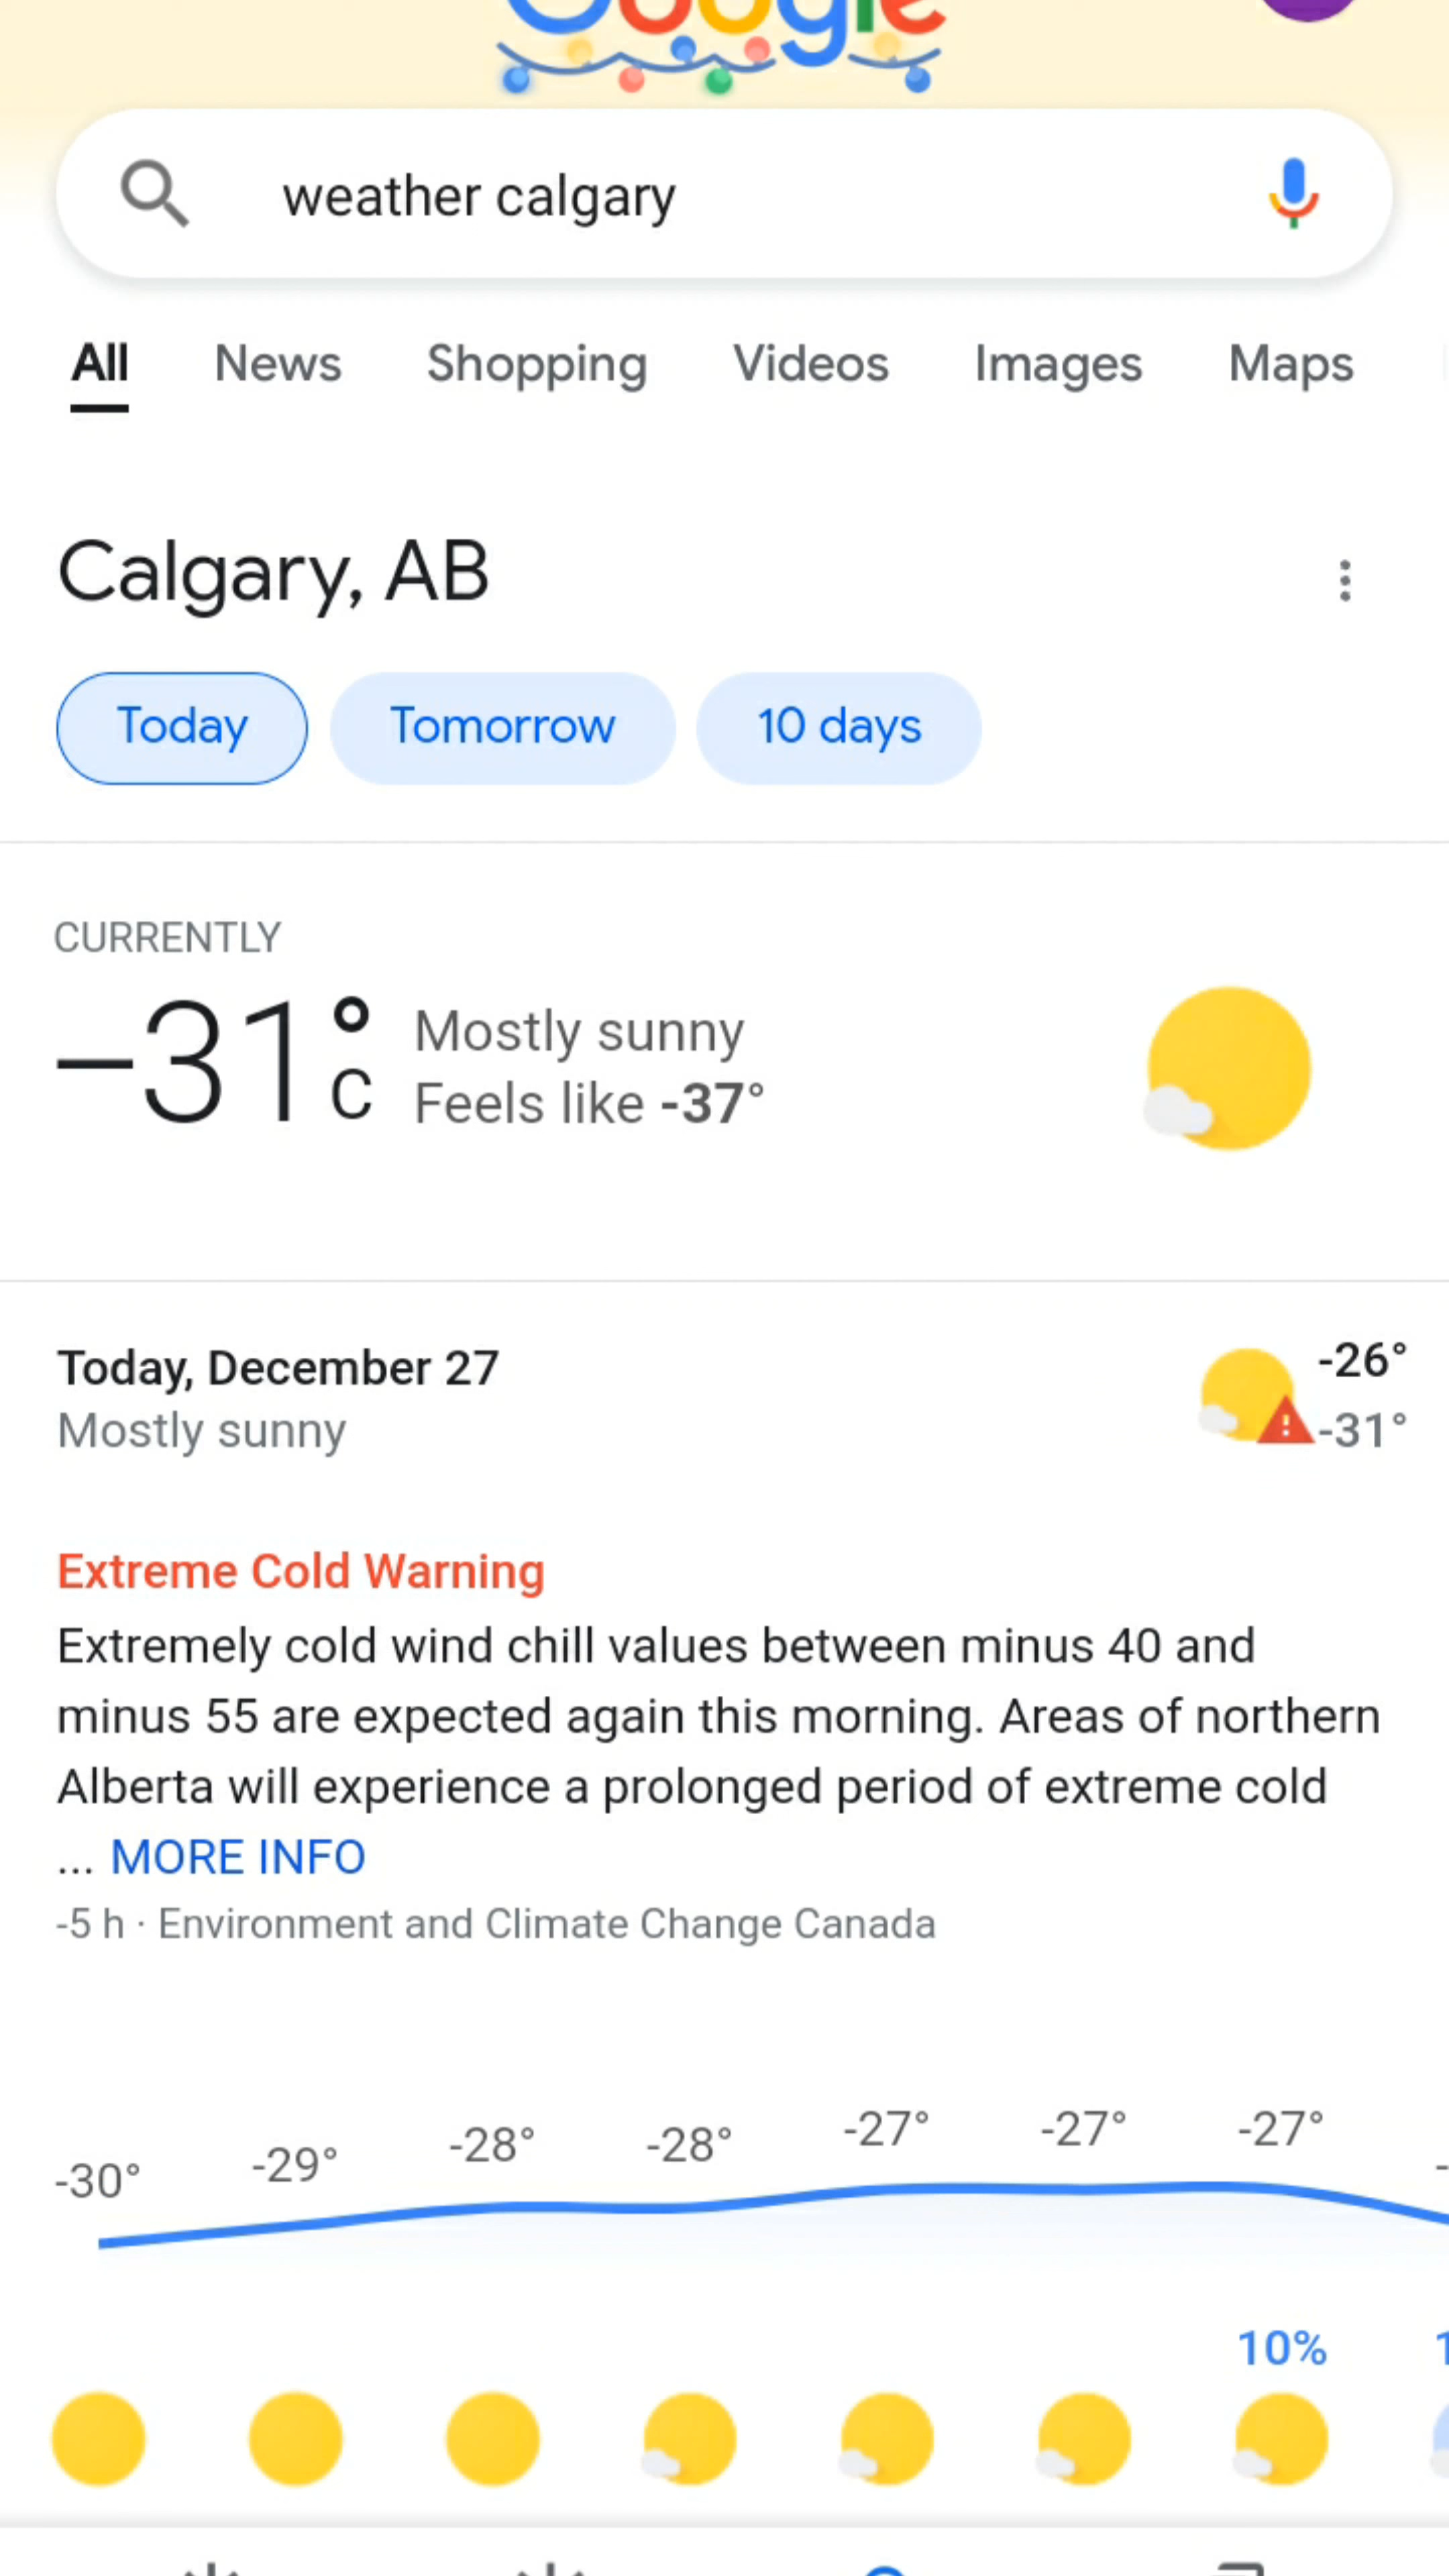 Google
weather calgary
All News Shopping Videos Images Maps
Calgary, AB
Today Tomorrow 10 days
CURRENTLY
−31°C
Mostly sunny
Feels like -37°
Today, December 27
Mostly sunny
-26°
-31°
Extreme Cold Warning
Extremely cold wind chill values between minus 40 and
minus 55 are expected again this morning. Areas of northern
Alberta will experience a prolonged period of extreme cold
... MORE INFO
-5 h · Environment and Climate Change Canada
-30° -29° -28° -28° -27° -27° -27°
10%